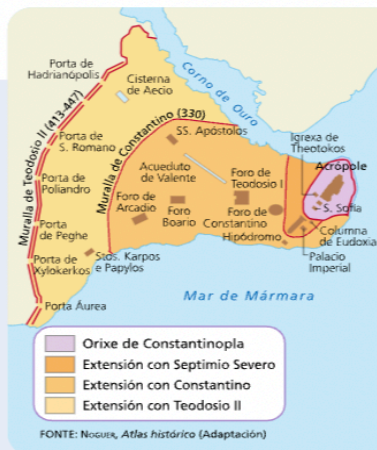 Porta de
Hadrianópolis
Cisterna
de Aecio
Corno de Ouro
Muralla de Teodosio II (413-447)
Muralla de Constantino (330)
SS. Apóstolos
Igrexa de
Theotokos
Porta de
S. Romano
Acrópole
Acueduto
de Valente
Foro de
Teodosio I
Porta de
Poliandro
S. Sofía
Foro de
Arcadio
Foro
Boario
Foro de
Constantino
Columna
de Eudoxia
Porta
de Peghe
Hipódromo
Palacio
Imperial
Porta de
Xylokerkos
Stos. Karpos
e Papylos
Porta Áurea
Mar de Mármara
Orixe de Constantinopla
Extensión con Septimio Severo
Extensión con Constantino
Extensión con Teodosio II
FONTE: NOGUER, Atlas histórico (Adaptación)